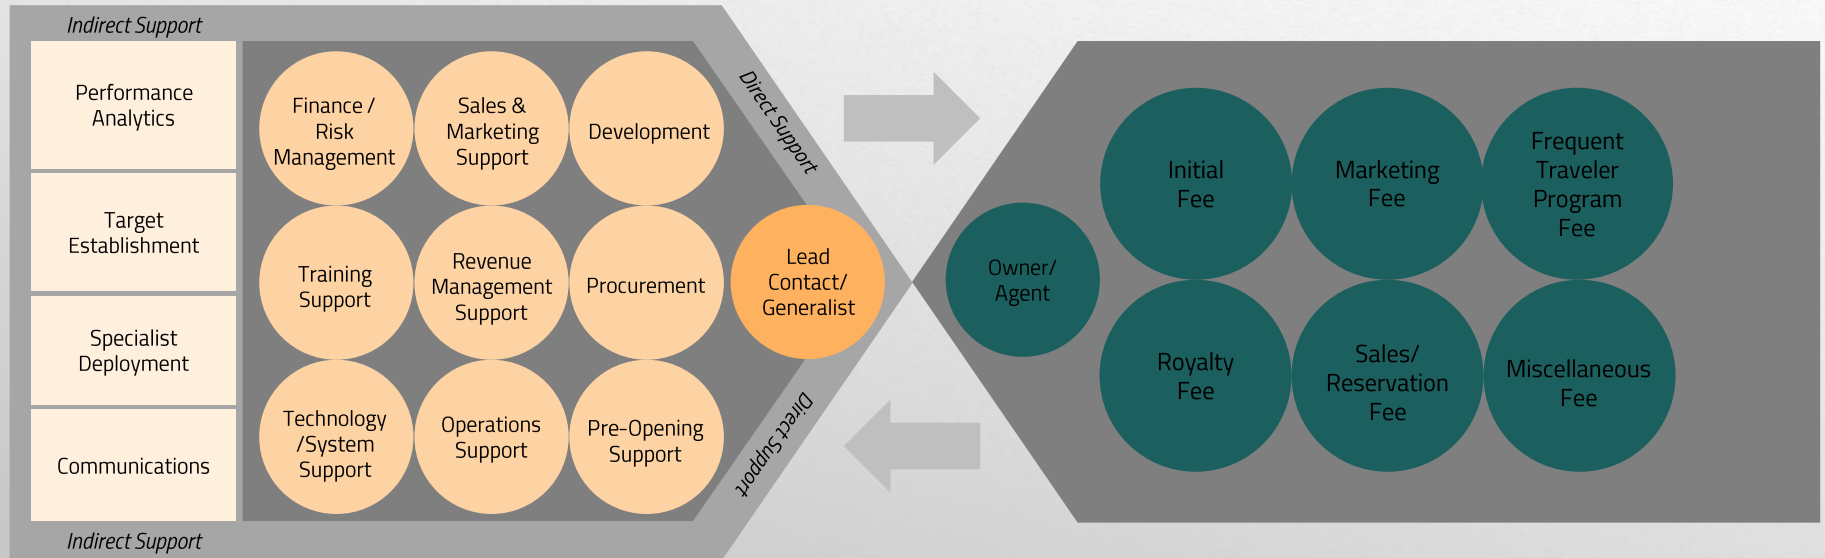 Indirect Support
Performance
Analytics
Target
Establishment
Specialist
Deployment
Communications
Indirect Support
Finance /
Risk
Management
Sales &
Marketing
Support
Development
Training
Support
Revenue
Management
Support
Procurement
Technology
/System
Support
Operations
Support
Pre-Opening
Support
Direct Support
Lead
Contact/
Generalist
Direct Support
Owner/
Agent
Initial
Fee
Marketing
Fee
Frequent
Traveler
Program
Fee
Royalty
Fee
Sales/
Reservation
Fee
Miscellaneous
Fee